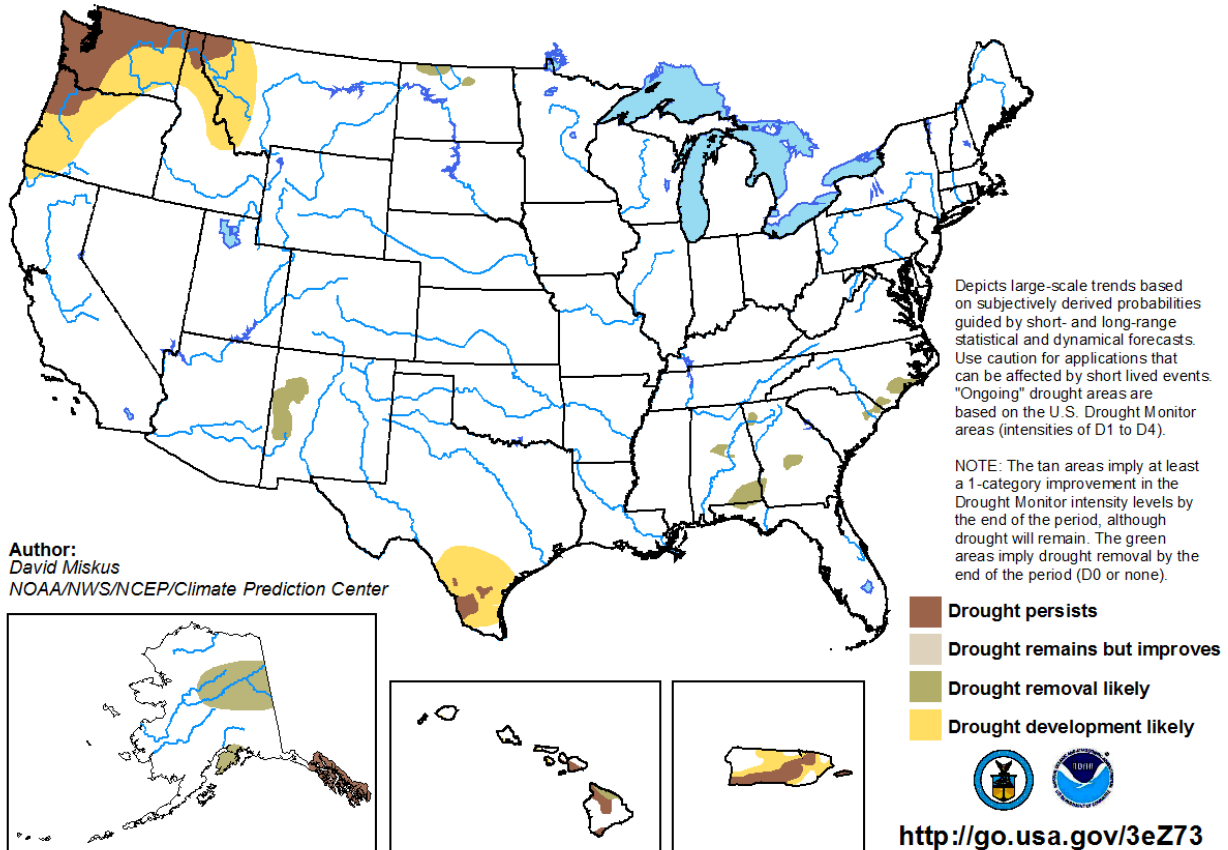 Depicts large-scale trends based
on subjectively derived probabilities
guided by short- and long-range
statistical and dynamical forecasts.
Use caution for applications that
can be affected by short lived events.
"Ongoing" drought areas are
based on the U.S. Drought Monitor
areas (intensities of D1 to D4).
NOTE: The tan areas imply at least
a 1-category improvement in the
Drought Monitor intensity levels by
the end of the period, although
drought will remain. The green
areas imply drought removal by the
end of the period (D0 or none).
Author:
David Miskus
NOAA/NWS/NCEP/Climate Prediction Center
Drought persists
Drought remains but improves
Drought removal likely
Drought development likely
noaa
http://go.usa.gov/3eZ73